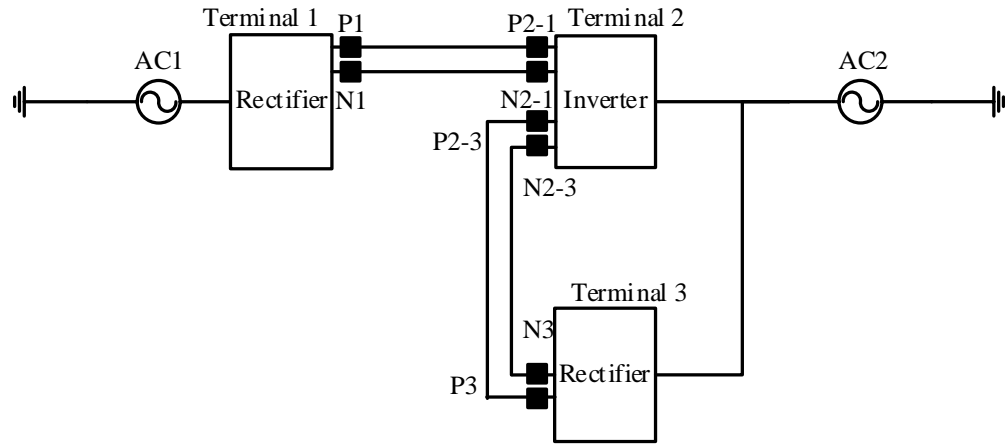 Terminal 1
P1
P2-1
Terminal 2
AC1
AC2
Rectifier
N1
N2-1
Inverter
P2-3
N2-3
Terminal 3
N3
Rectifier
P3